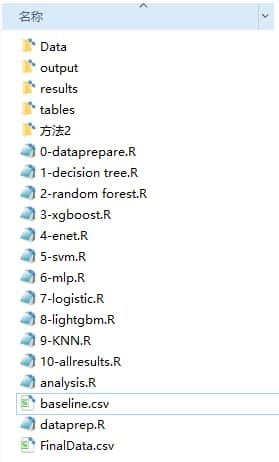 名称
Data
output
results
tables
方法2
0-dataprepare.R
1-decision tree.R
2-random forest.R
3-xgboost.R
4-enet.R
5-svm.R
6-mlp.R
7-logistic.R
8-lightgbm.R
9-KNN.R
10-allresults.R
analysis.R
baseline.csv
dataprep.R
FinalData.csv